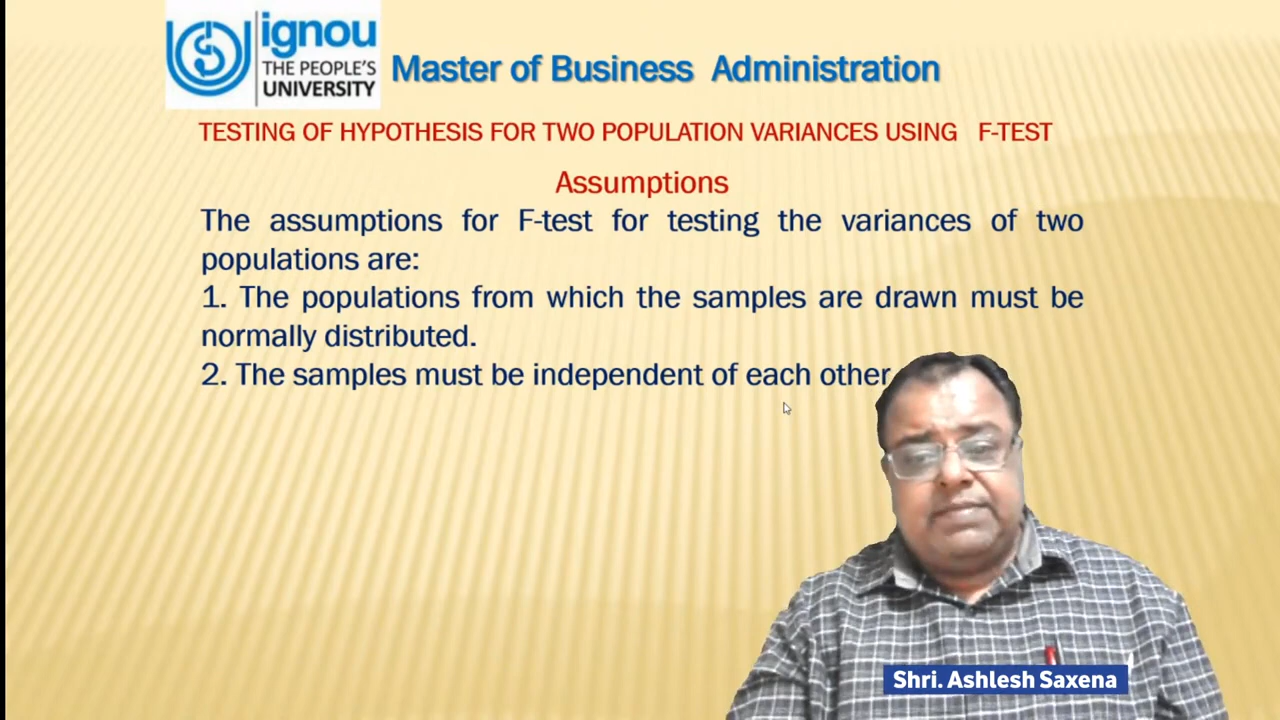 ignou
THE PEOPLE'S
UNIVERSITY
Master of Business Administration
TESTING OF HYPOTHESIS FOR TWO POPULATION VARIANCES USING F-TEST
Assumptions
The assumptions for F-test for testing the variances of two
populations are:
1. The populations from which the samples are drawn must be
normally distributed.
2. The samples must be independent of each other
Shri. Ashlesh Saxena